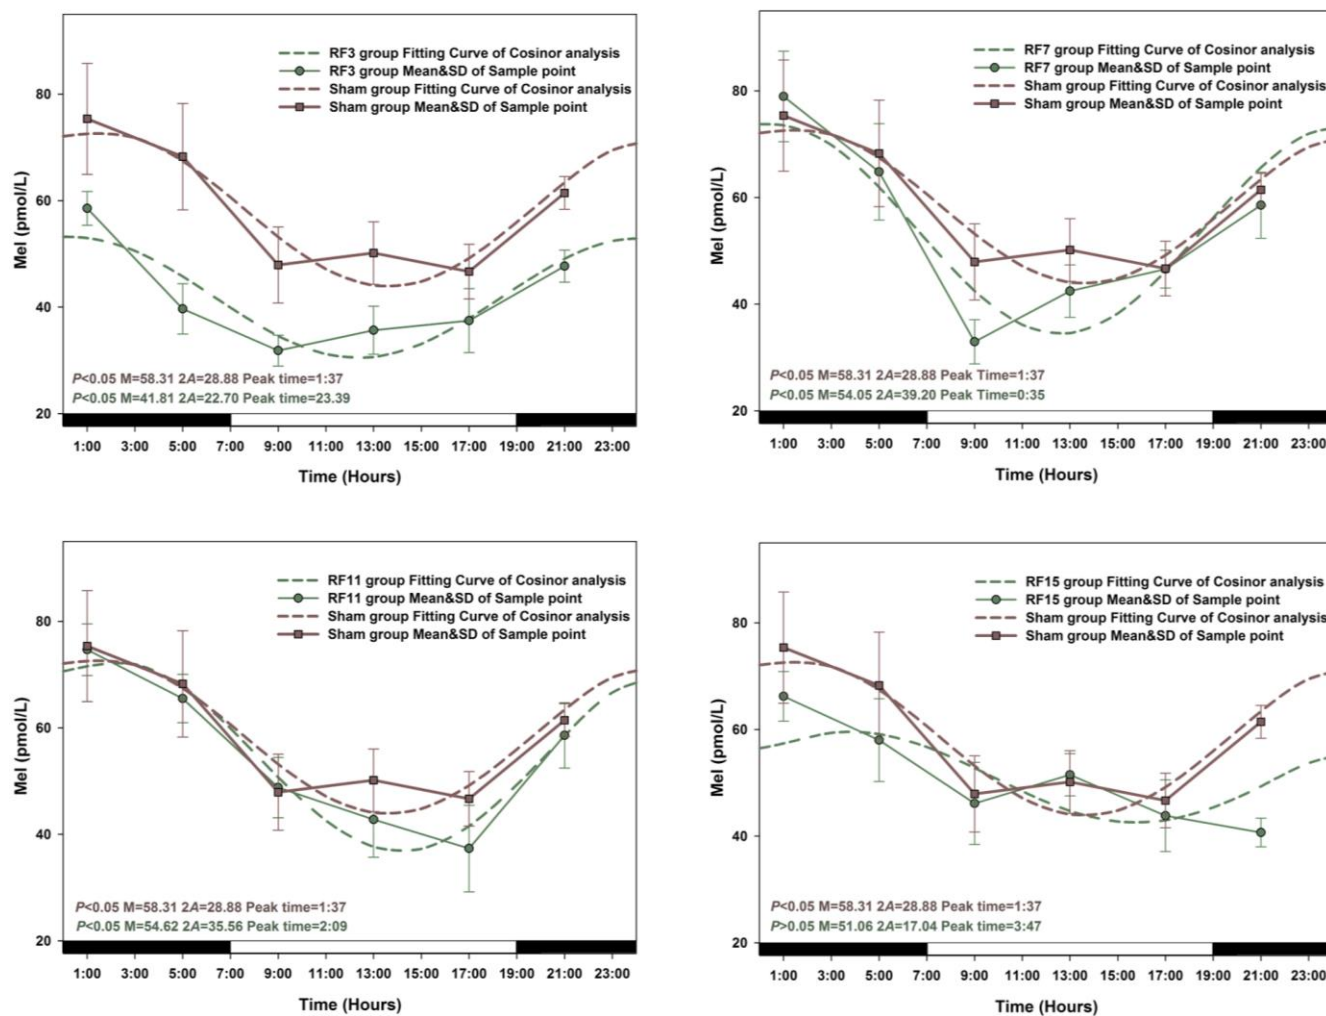 RF3 group Fitting Curve of Cosinor analysis
RF3 group Mean&SD of Sample point
Sham group Fitting Curve of Cosinor analysis
Sham group Mean&SD of Sample point
80
60
40
20
Mel (pmol/L)
P<0.05 M=58.31 2A=28.88 Peak time=1:37
P<0.05 M=41.81 2A=22.70 Peak time=23.39
1:00 3:00 5:00 7:00 9:00 11:00 13:00 15:00 17:00 19:00 21:00 23:00
Time (Hours)
RF7 group Fitting Curve of Cosinor analysis
RF7 group Mean&SD of Sample point
Sham group Fitting Curve of Cosinor analysis
Sham group Mean&SD of Sample point
80
60
40
20
Mel (pmol/L)
P<0.05 M=58.31 2A=28.88 Peak Time=1:37
P<0.05 M=54.05 2A=39.20 Peak Time=0:35
1:00 3:00 5:00 7:00 9:00 11:00 13:00 15:00 17:00 19:00 21:00 23:00
Time (Hours)
RF11 group Fitting Curve of Cosinor analysis
RF11 group Mean&SD of Sample point
Sham group Fitting Curve of Cosinor analysis
Sham group Mean&SD of Sample point
80
60
40
20
Mel (pmol/L)
P<0.05 M=58.31 2A=28.88 Peak time=1:37
P<0.05 M=54.62 2A=35.56 Peak time=2:09
1:00 3:00 5:00 7:00 9:00 11:00 13:00 15:00 17:00 19:00 21:00 23:00
Time (Hours)
RF15 group Fitting Curve of Cosinor analysis
RF15 group Mean&SD of Sample point
Sham group Fitting Curve of Cosinor analysis
Sham group Mean&SD of Sample point
80
60
40
20
Mel (pmol/L)
P<0.05 M=58.31 2A=28.88 Peak time=1:37
P>0.05 M=51.06 2A=17.04 Peak time=3:47
1:00 3:00 5:00 7:00 9:00 11:00 13:00 15:00 17:00 19:00 21:00 23:00
Time (Hours)